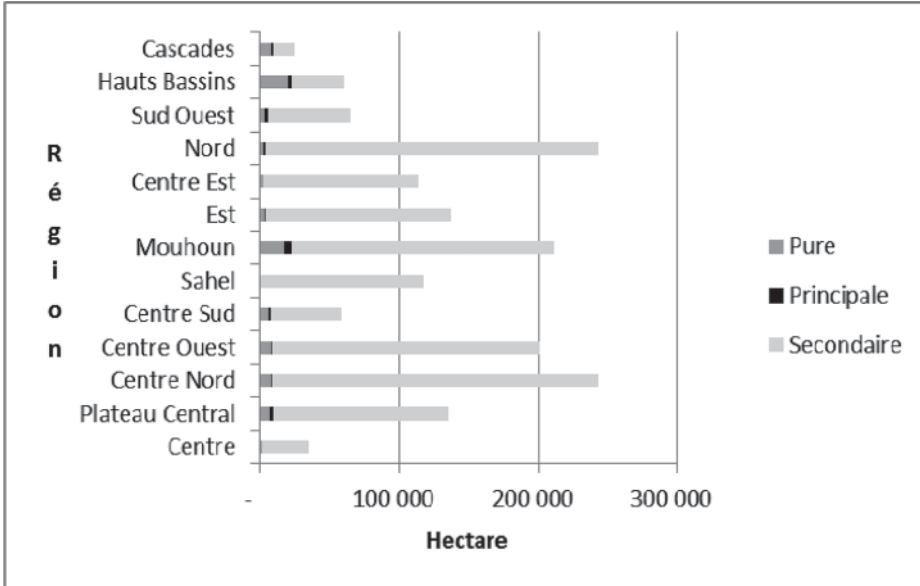 Région
Cascades
Hauts Bassins
Sud Ouest
Nord
Centre Est
Est
Mouhoun
Sahel
Centre Sud
Centre Ouest
Centre Nord
Plateau Central
Centre
- 100 000 200 000 300 000
Hectare
Pure
Principale
Secondaire